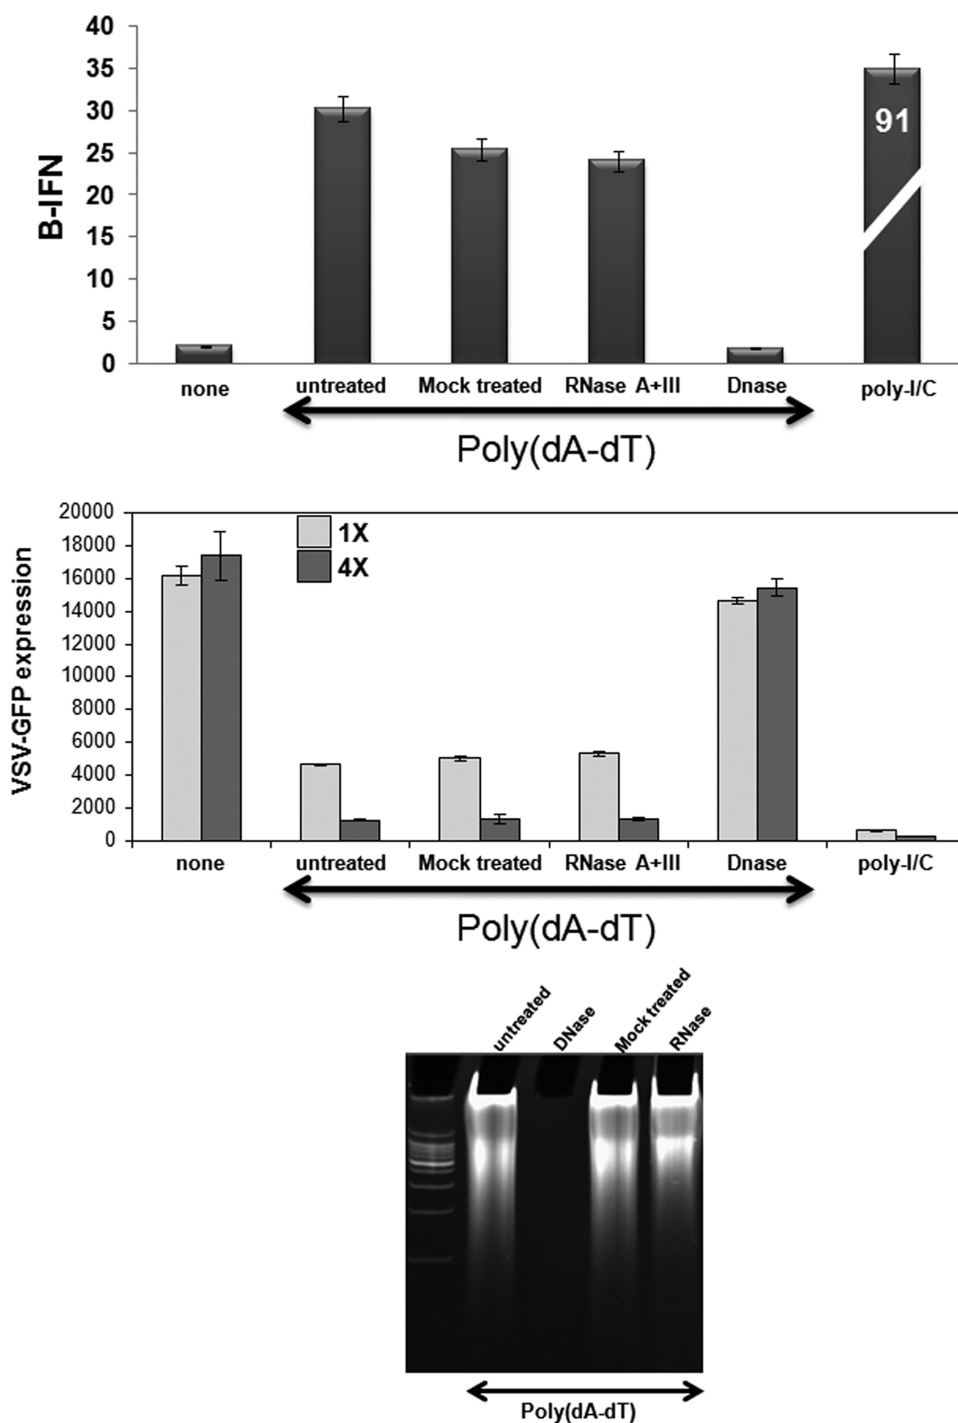 40
35
30
25
20
15
10
5
0
B-IFN
91
none untreated Mock treated RNase A+III Dnase poly-I/C
Poly(dA-dT)
20000
18000
16000
14000
12000
10000
8000
6000
4000
2000
0
VSV-GFP expression
1X
4X
none untreated Mock treated RNase A+III Dnase poly-I/C
Poly(dA-dT)
untreated DNase Mock treated RNase
Poly(dA-dT)